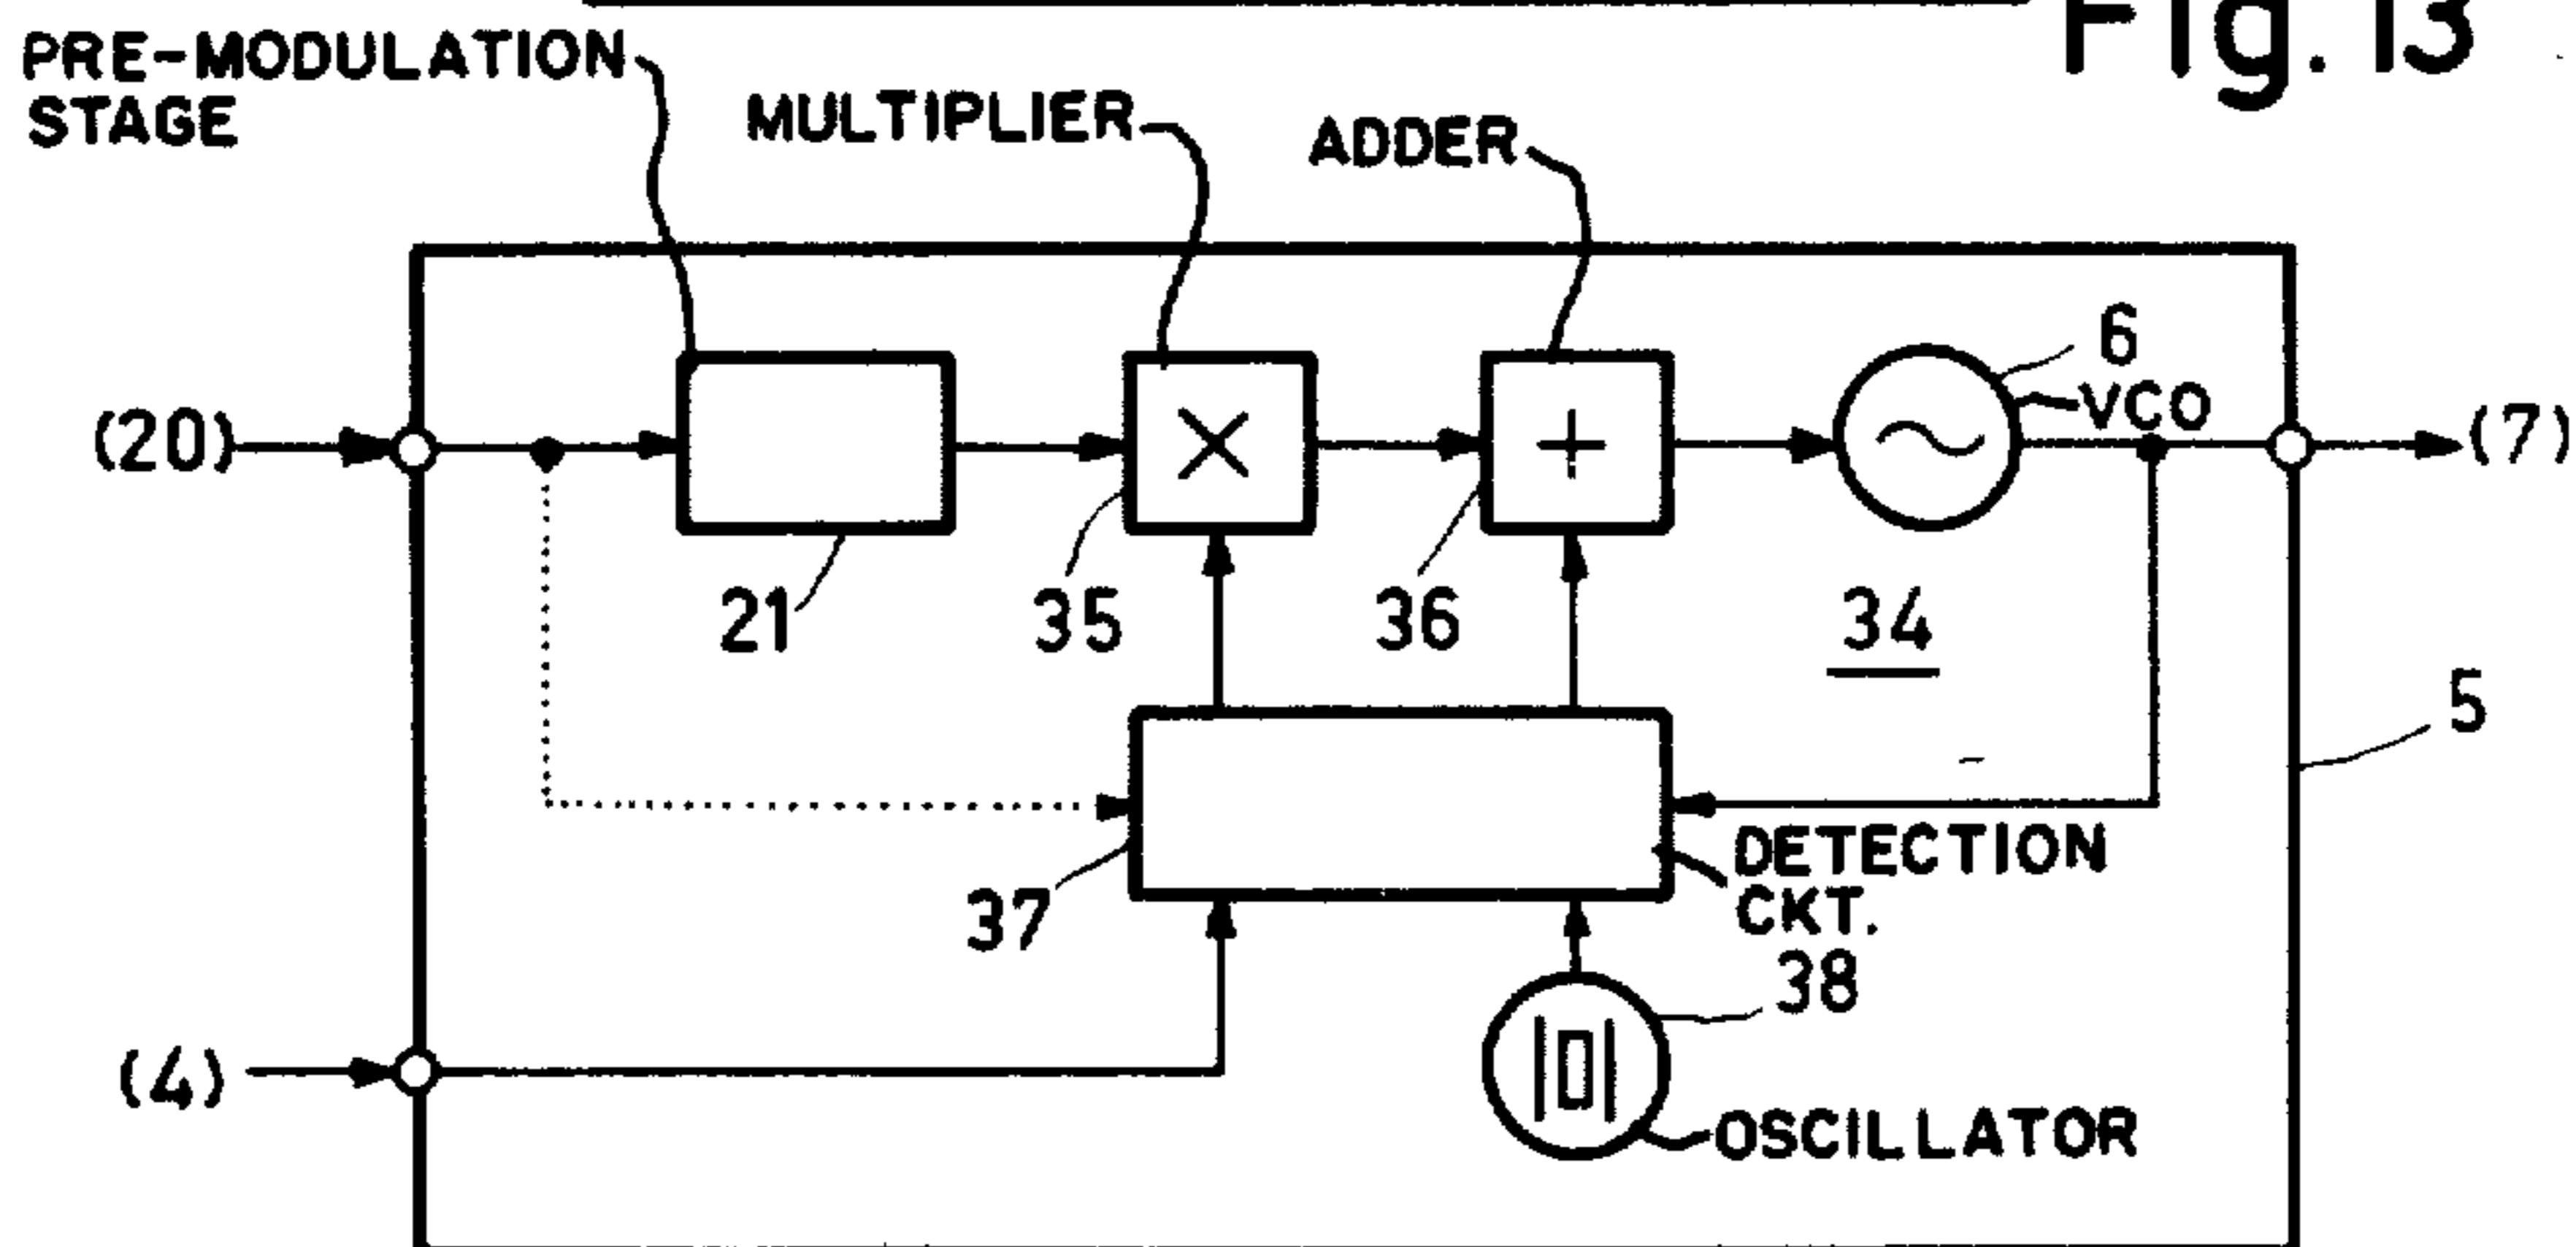 Fig. 13
PRE-MODULATION
STAGE
MULTIPLIER
ADDER
6
VCO
(20)
(7)
21
35
36
34
5
37
DETECTION
CKT.
38
(4)
OSCILLATOR